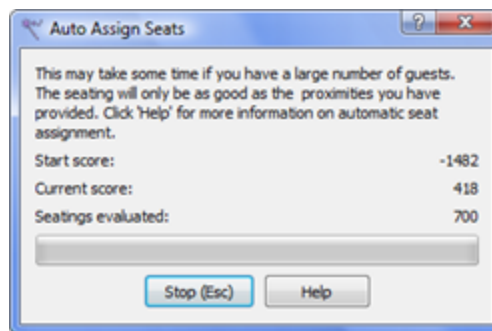 Auto Assign Seats
This may take some time if you have a large number of guests.
The seating will only be as good as the proximities you have
provided. Click 'Help' for more information on automatic seat
assignment.
Start score: -1482
Current score: 418
Seatings evaluated: 700
Stop (Esc) Help